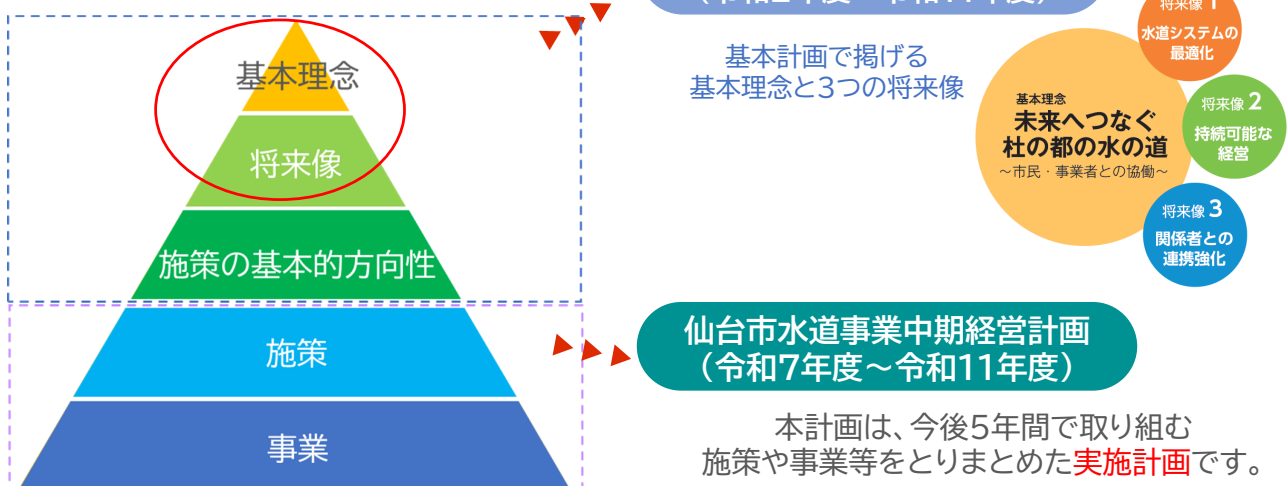 基本理念
将来像
施策の基本的方向性
施策
事業
基本計画で掲げる
基本理念と3つの将来像
基本理念
未来へつなぐ
杜の都の水の道
～市民・事業者との協働～
将来像 1
水道システムの
最適化
将来像 2
持続可能な
経営
将来像 3
関係者との
連携強化
仙台市水道事業中期経営計画
（令和7年度～令和11年度）
本計画は、今後5年間で取り組む
施策や事業等をとりまとめた実施計画です。